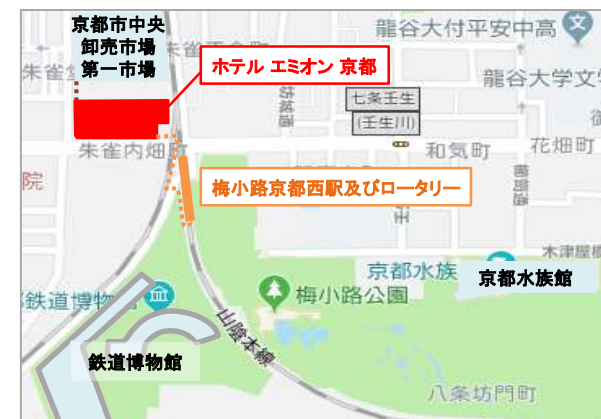 京都市中央
卸売市場
第一市場
龍谷大付平安中高
文
ホテル エミオン 京都
龍谷大学文
七条壬生
(壬生川)
朱雀内畑町
和気町
花畑町
院
梅小路京都西駅及びロータリー
木津屋橋
京都水族
京都水族館
鉄道博物
梅小路公園
山陰本線
鉄道博物館
八条坊門町